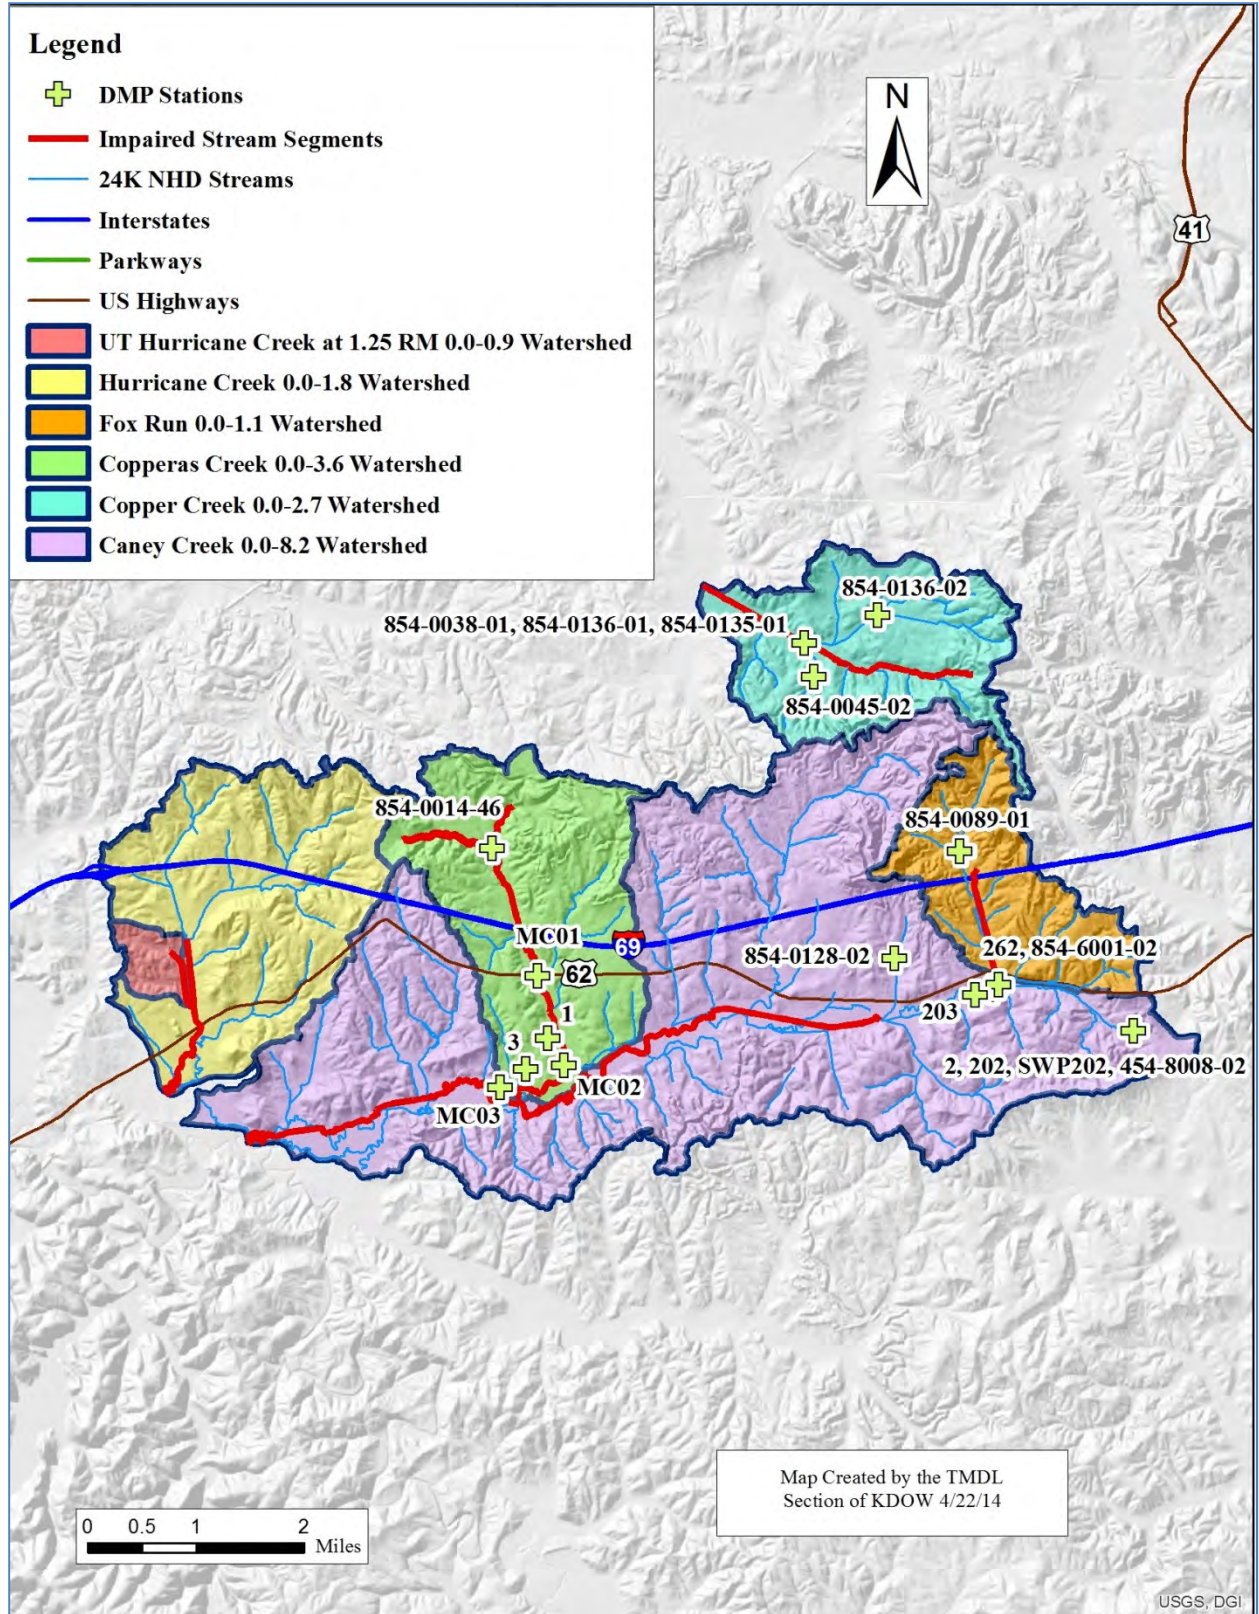 Legend
DMP Stations
Impaired Stream Segments
24K NHD Streams
Interstates
Parkways
US Highways
UT Hurricane Creek at 1.25 RM 0.0-0.9 Watershed
Hurricane Creek 0.0-1.8 Watershed
Fox Run 0.0-1.1 Watershed
Copperas Creek 0.0-3.6 Watershed
Copper Creek 0.0-2.7 Watershed
Caney Creek 0.0-8.2 Watershed
N
41
854-0136-02
854-0038-01, 854-0136-01, 854-0135-01
854-0045-02
854-0014-46
854-0089-01
MC01
69
62
854-0128-02
262, 854-6001-02
203
1
3
2, 202, SWP202, 454-8008-02
MC02
MC03
Map Created by the TMDL
Section of KDOW 4/22/14
0 0.5 1 2
Miles
USGS, DGI